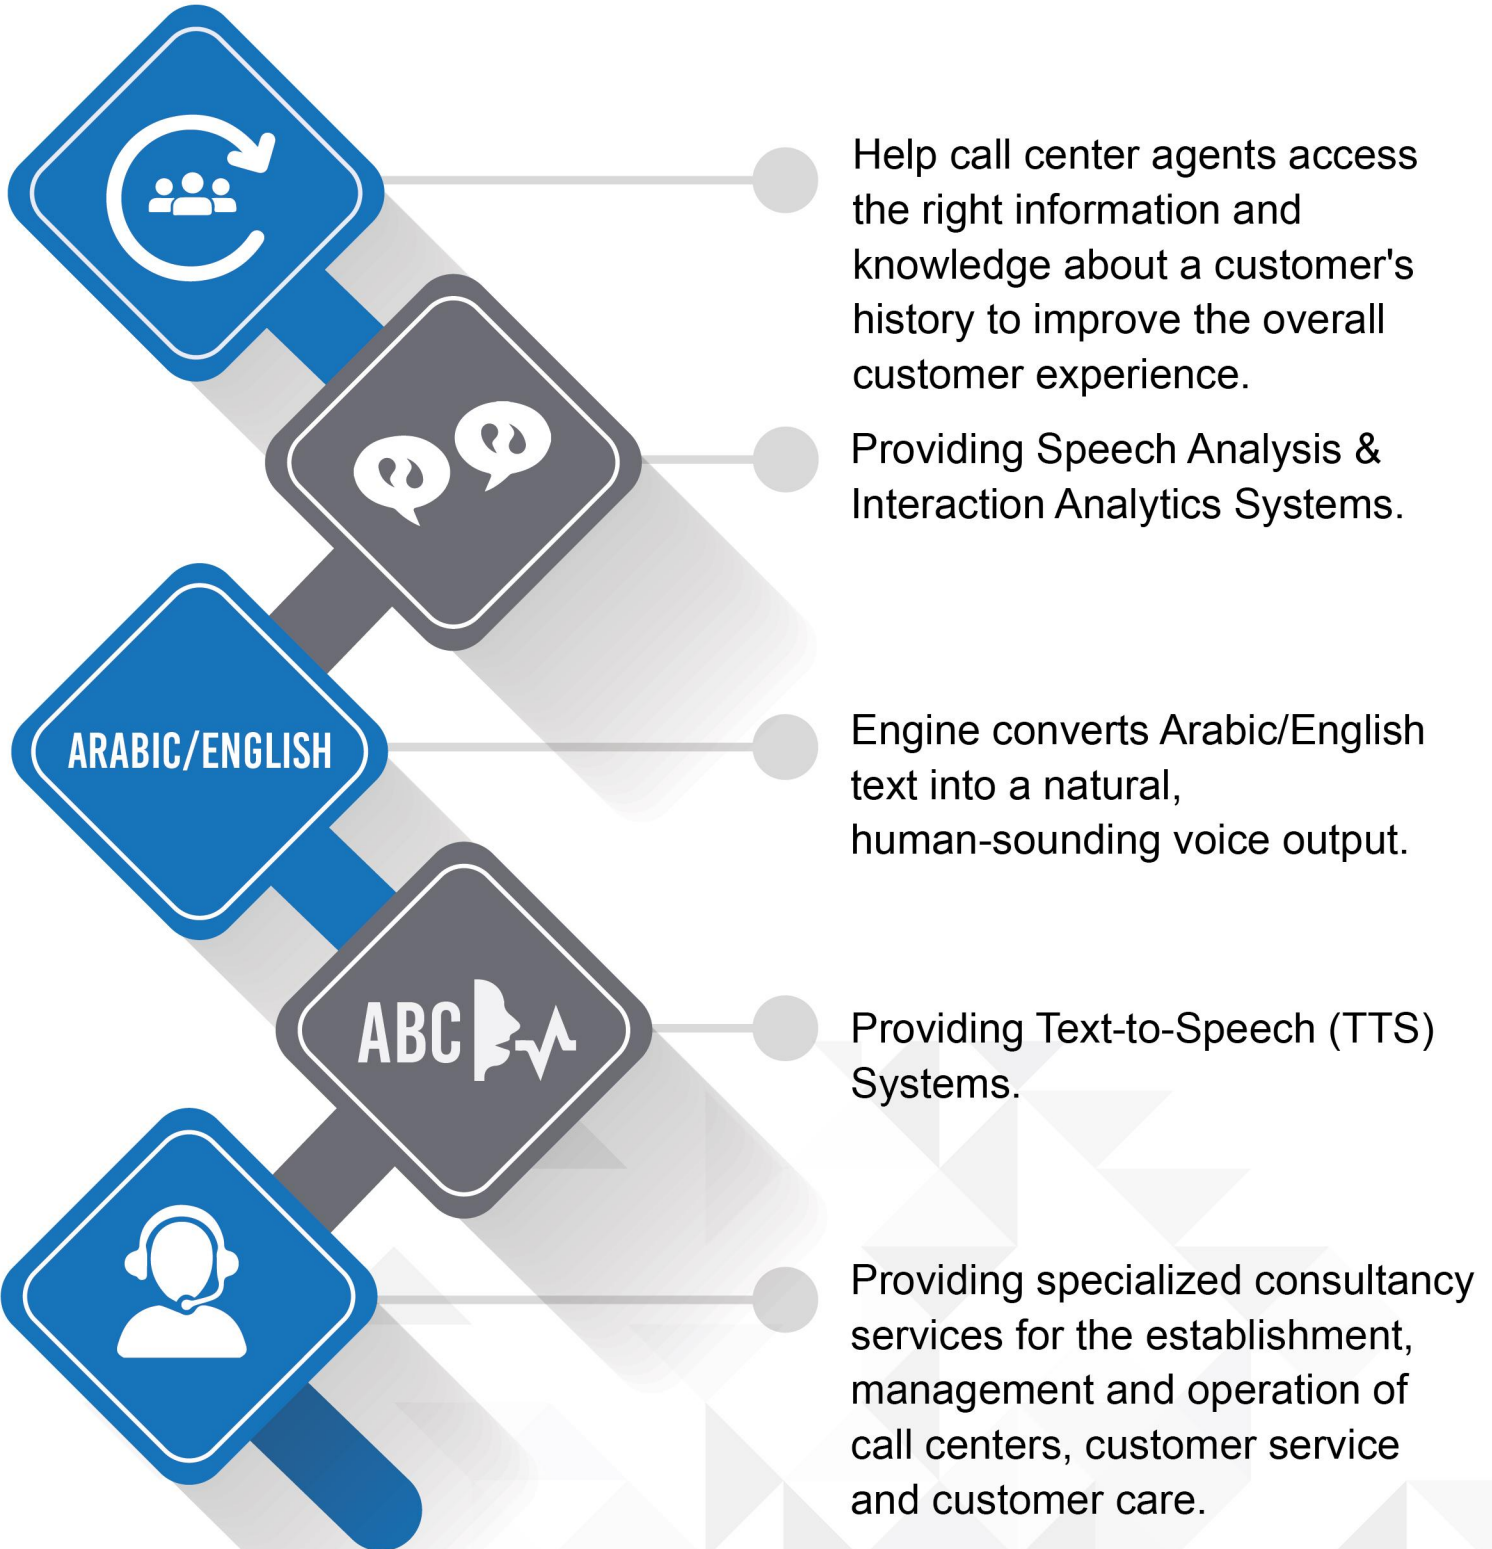 Help call center agents access
the right information and
knowledge about a customer's
history to improve the overall
customer experience.
Providing Speech Analysis &
Interaction Analytics Systems.
ARABIC/ENGLISH
Engine converts Arabic/English
text into a natural,
human-sounding voice output.
ABC
Providing Text-to-Speech (TTS)
Systems.
Providing specialized consultancy
services for the establishment,
management and operation of
call centers, customer service
and customer care.